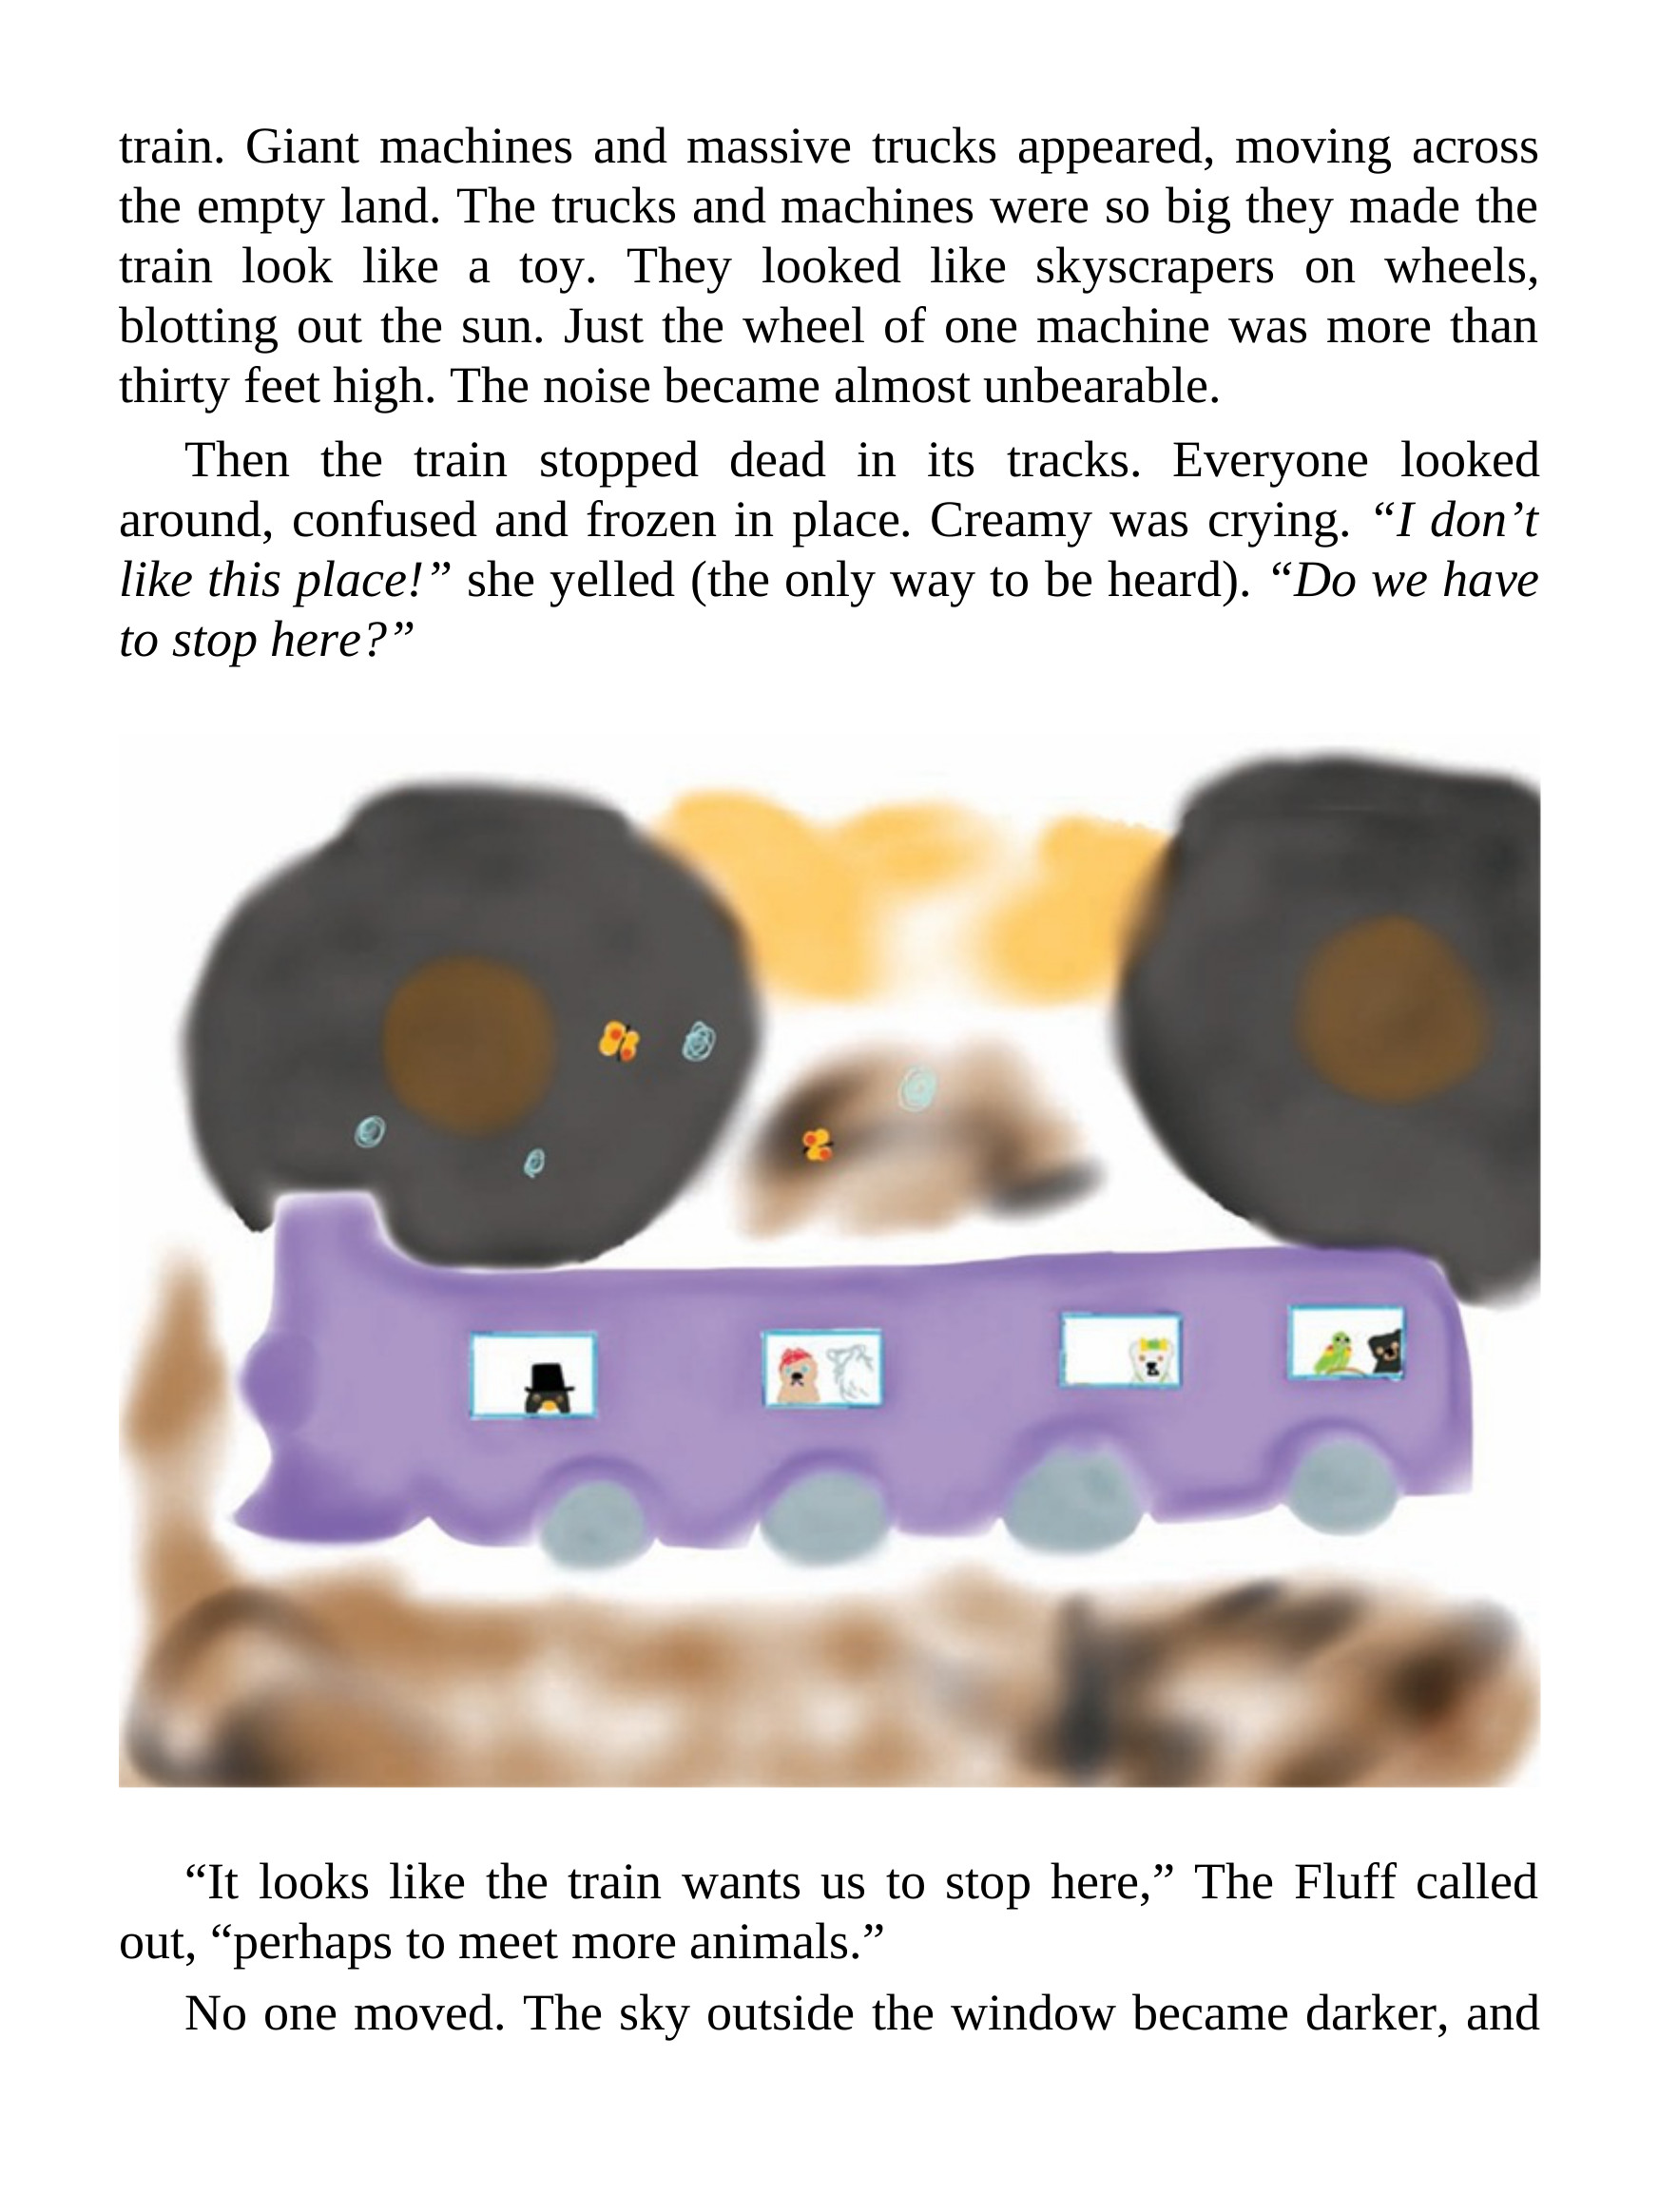 train. Giant machines and massive trucks appeared, moving across
the empty land. The trucks and machines were so big they made the
train look like a toy. They looked like skyscrapers on wheels,
blotting out the sun. Just the wheel of one machine was more than
thirty feet high. The noise became almost unbearable.
Then the train stopped dead in its tracks. Everyone looked
around, confused and frozen in place. Creamy was crying. “I don’t
like this place!” she yelled (the only way to be heard). “Do we have
to stop here?”
“It looks like the train wants us to stop here,” The Fluff called
out, “perhaps to meet more animals.”
No one moved. The sky outside the window became darker, and